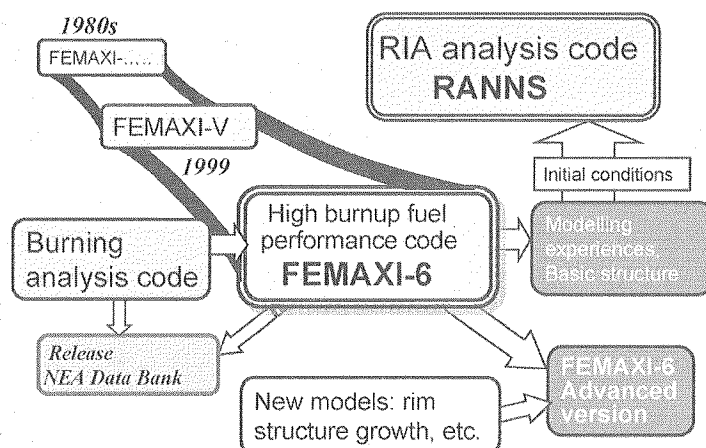 1980s
FEMAXI-.....
RIA analysis code
RANNS
FEMAXI-V
1999
Initial conditions
High burnup fuel
performance code
FEMAXI-6
Burning
analysis code
Modelling
experiences
Basic structure
Release
NEA Data Bank
New models: rim
structure growth, etc.
FEMAXI-6
Advanced
version